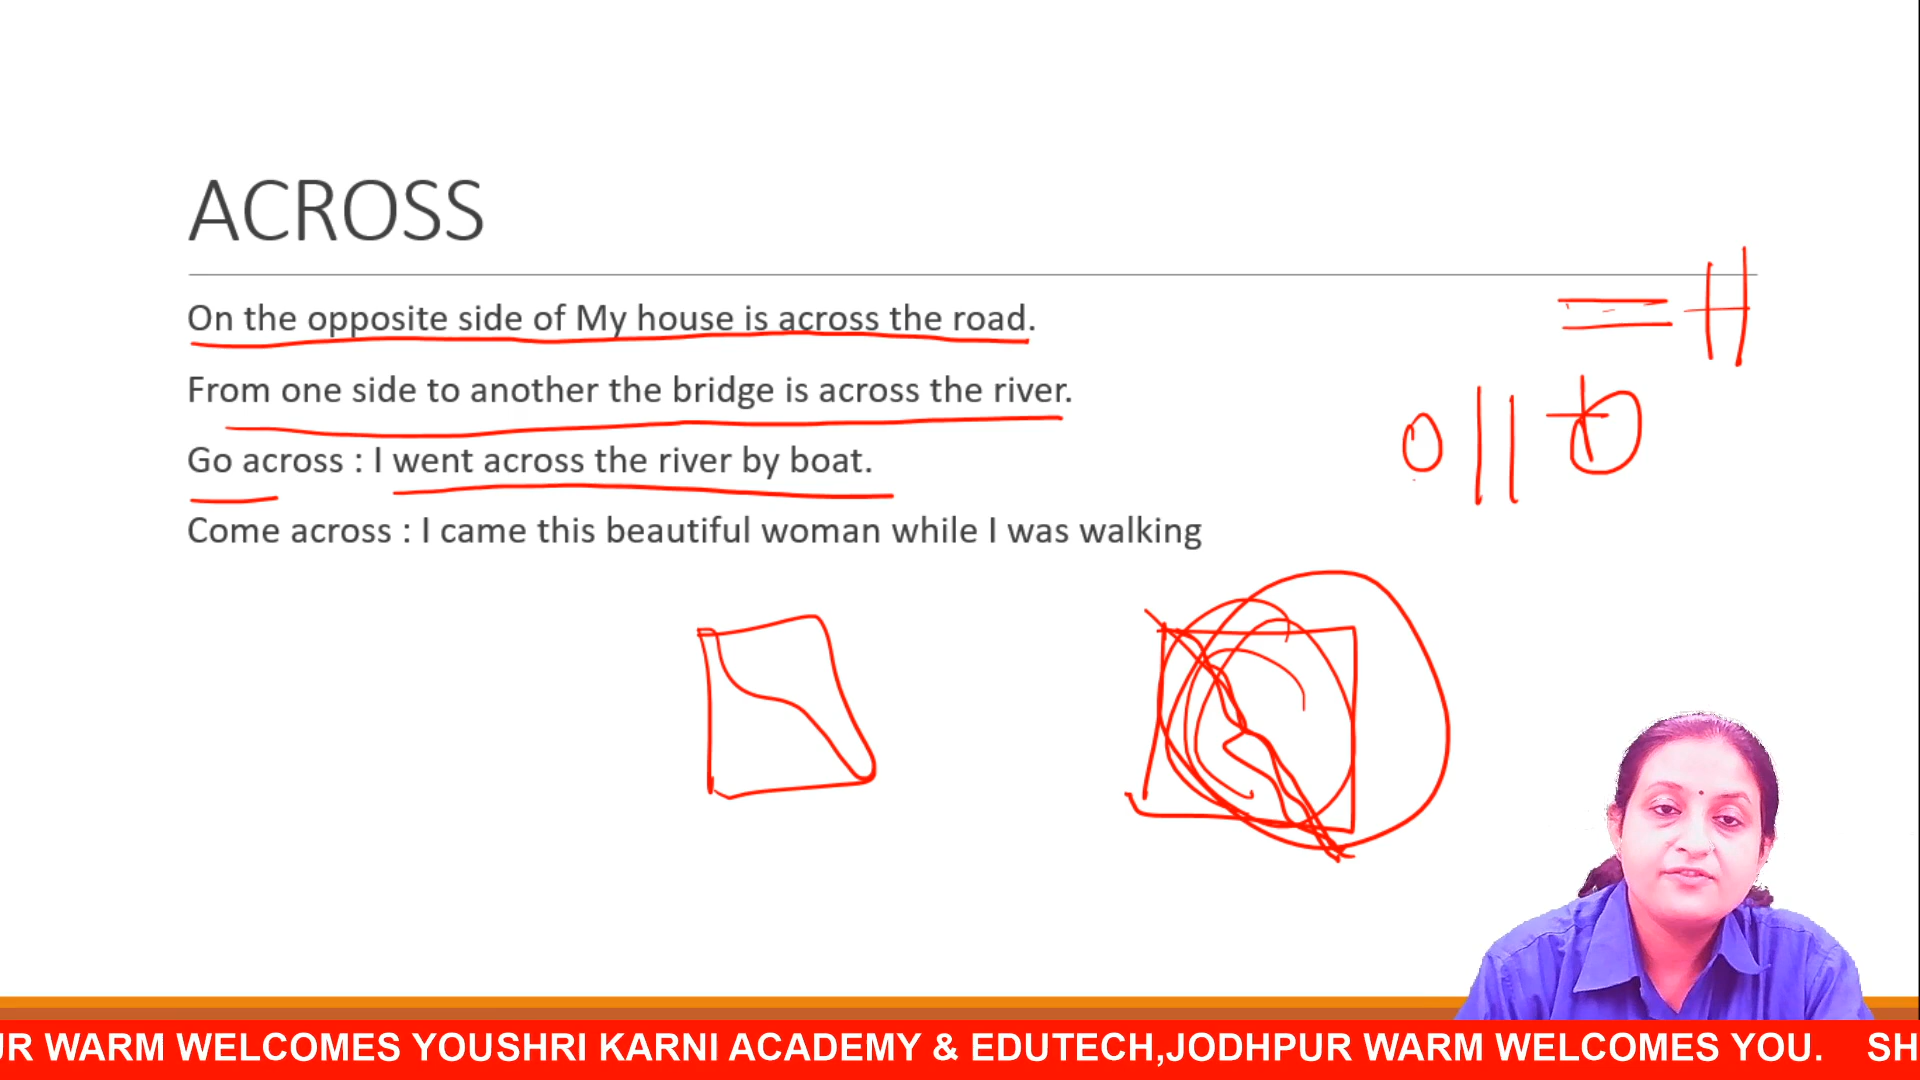 ACROSS
On the opposite side of My house is across the road.
From one side to another the bridge is across the river.
Go across : I went across the river by boat.
Come across : I came this beautiful woman while I was walking
UR WARM WELCOMES YOUSHRI KARNI ACADEMY & EDUTECH,JODHPUR WARM WELCOMES YOU. SH